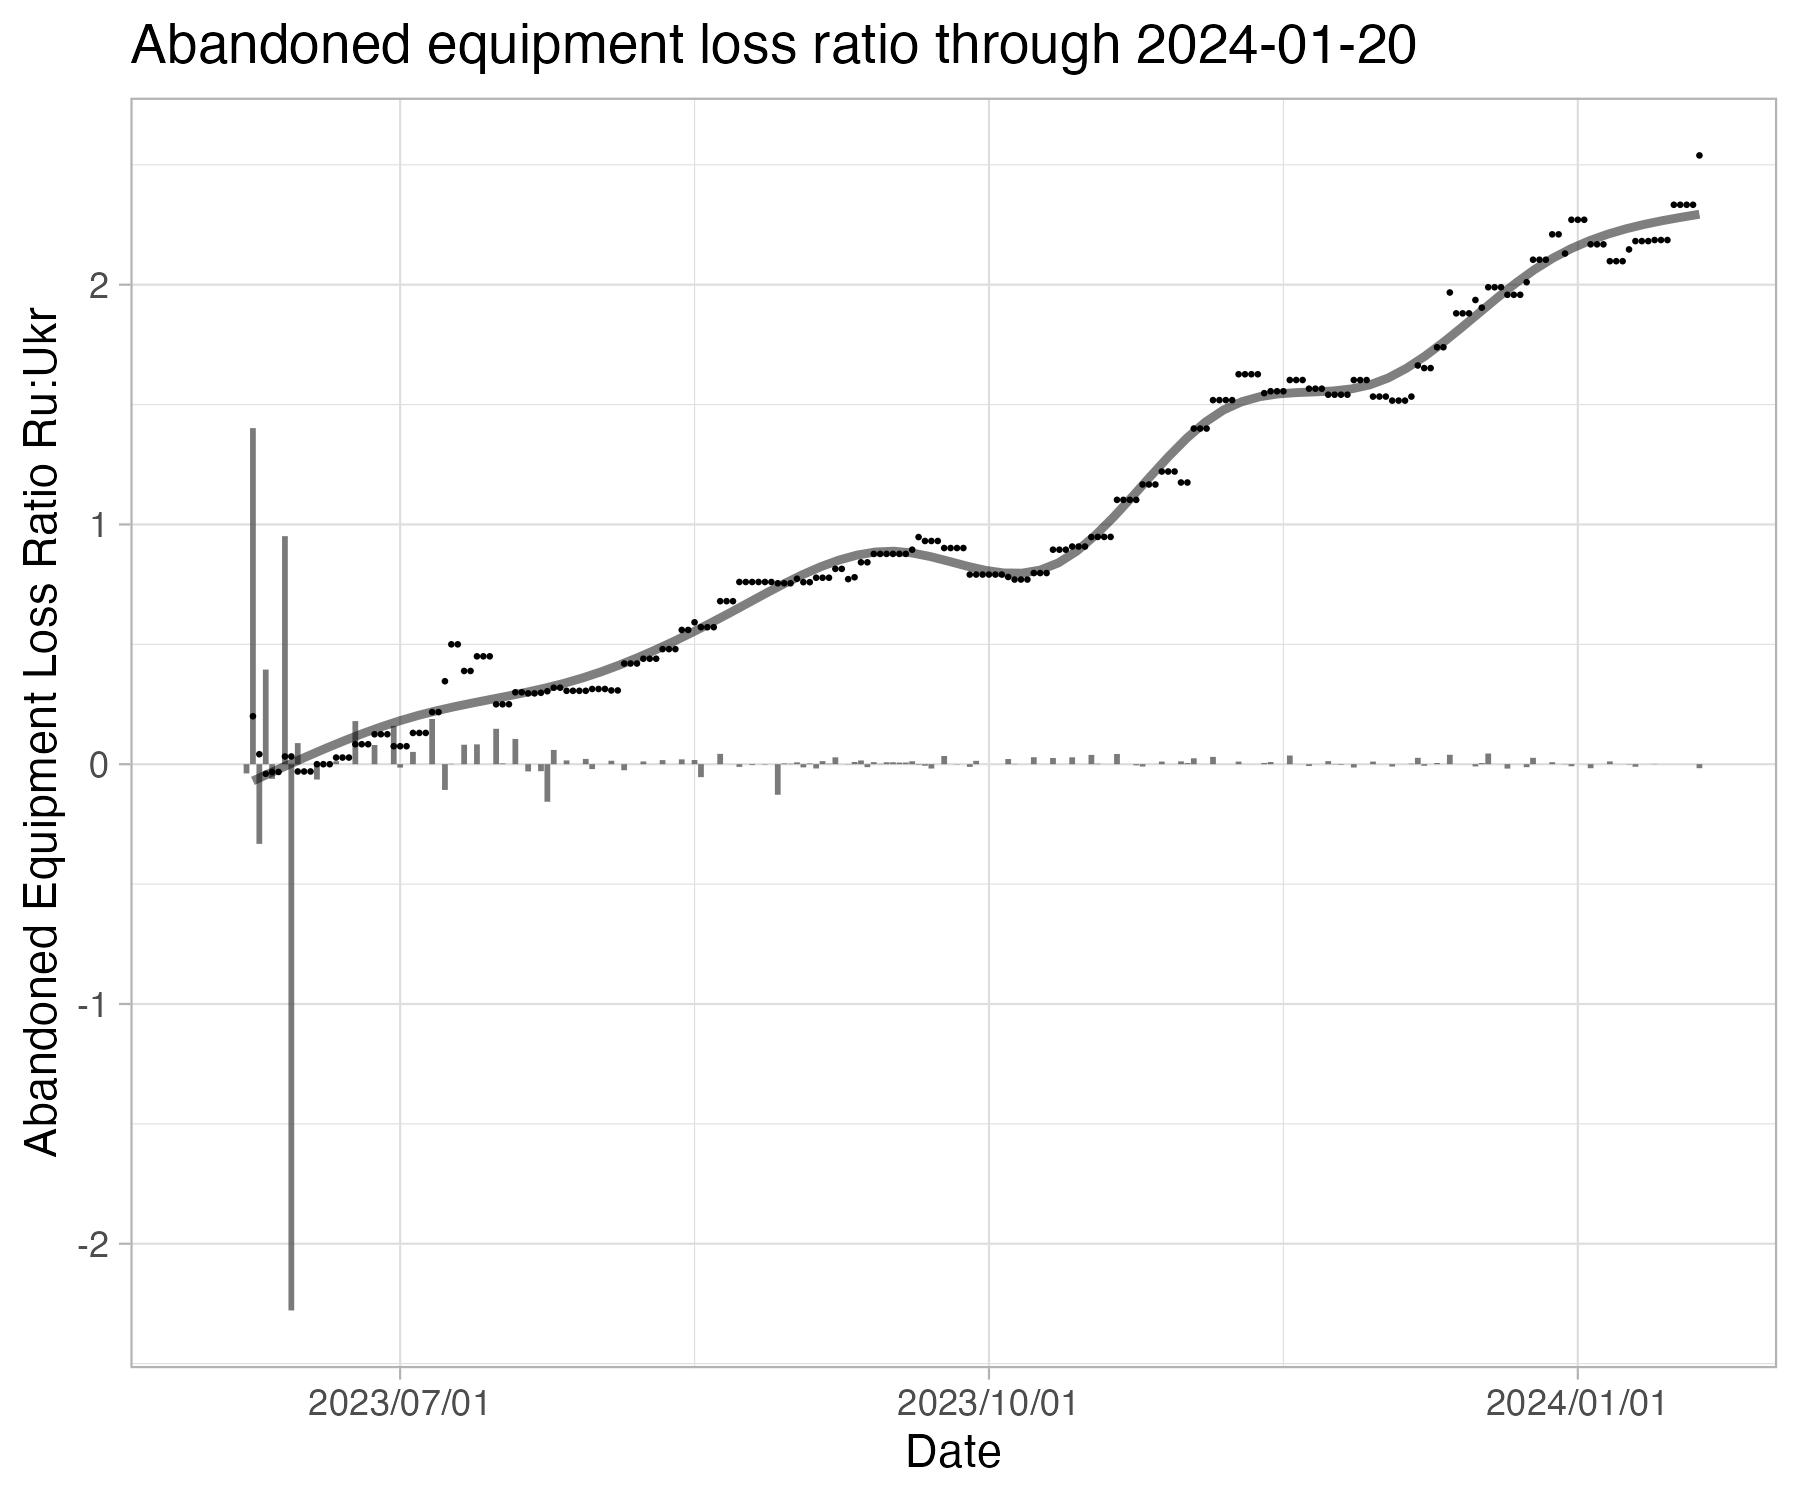 Abandoned equipment loss ratio through 2024-01-20
Abandoned Equipment Loss Ratio Ru:Ukr
2
1
0
-1
-2
2023/07/01
2023/10/01
2024/01/01
Date